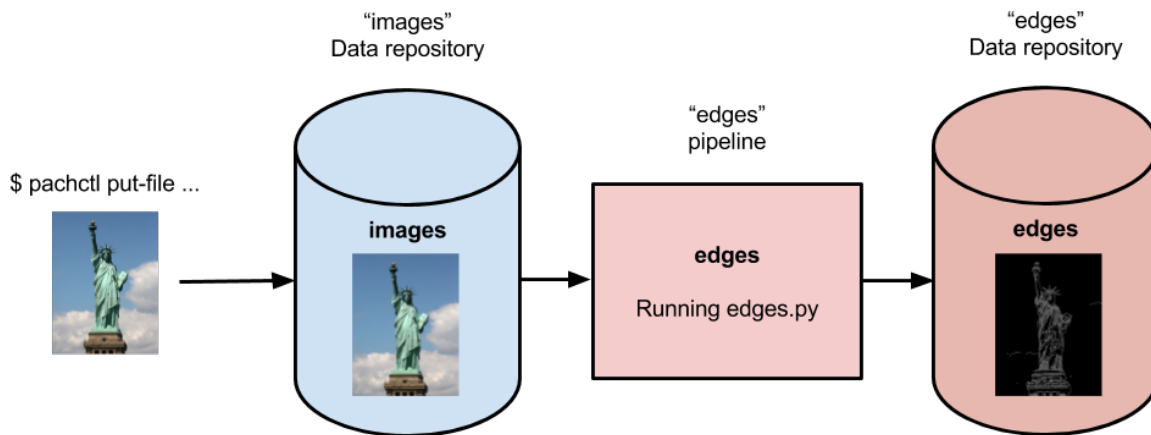 $ pachctl put-file ...
“images”
Data repository
images
“edges”
pipeline
edges
Running edges.py
“edges”
Data repository
edges